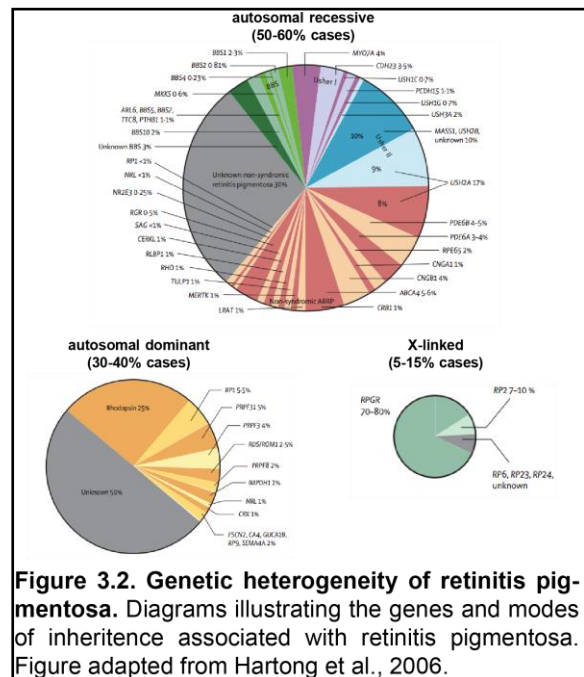 autosomal recessive
(50-60% cases)
BBS1 2·3%
BBS2 0·81%
BBS4 0·23%
MKKS 0·6%
ARL6, BBS5, BBS7,
TTC8, PTHB1 1·1%
BBS10 2%
Unknown BBS 3%
RP1 <1%
NRL <1%
NR2E3 0·25%
RGR 0·5%
SAG <1%
CERKL 1%
RLBP1 1%
RHO 1%
TULP1 1%
MERTK 1%
LRAT 1%
BBS
Usher I
Usher II
Unknown non-syndromic
retinitis pigmentosa 30%
10%
9%
8%
Non-syndromic ARRP
MYO7A 4%
CDH23 3·5%
USH1C 0·7%
PCDH15 1·1%
USH1G 0·7%
USH3A 2%
MASS1, USH2B,
unknown 10%
USH2A 17%
PDE6B 4–5%
PDE6A 3–4%
RPE65 2%
CNGA1 1%
CNGB1 4%
ABCA4 5-6%
CRB1 1%
autosomal dominant
(30-40% cases)
Rhodopsin 25%
Unknown 50%
RP1 5·5%
PRPF31 5%
PRPF3 4%
RDS/ROM1 2·5%
PRPF8 2%
IMPDH1 2%
NRL 1%
CRX 1%
FSCN2, CA4, GUCA1B,
RP9, SEMA4A 2%
X-linked
(5-15% cases)
RPGR
70–80%
RP2 7–10 %
RP6, RP23, RP24,
unknown
Figure 3.2. Genetic heterogeneity of retinitis pig-
mentosa. Diagrams illustrating the genes and modes
of inheritence associated with retinitis pigmentosa.
Figure adapted from Hartong et al., 2006.